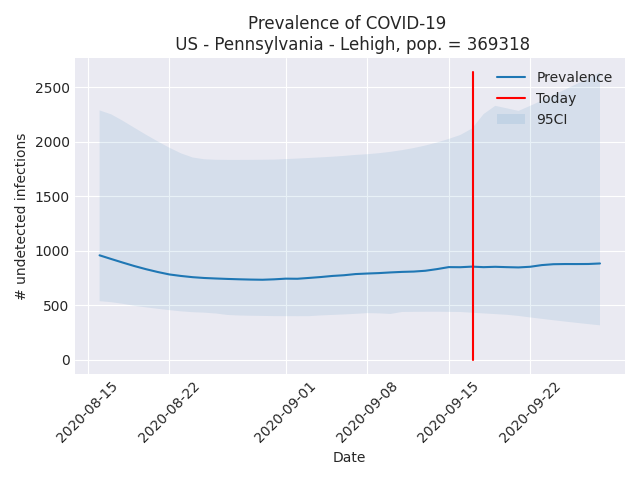 Prevalence of COVID-19
US - Pennsylvania - Lehigh, pop. = 369318
# undetected infections
2500
2000
1500
1000
500
0
Prevalence
Today
95CI
2020-08-15
2020-08-22
2020-09-01
2020-09-08
2020-09-15
2020-09-22
Date